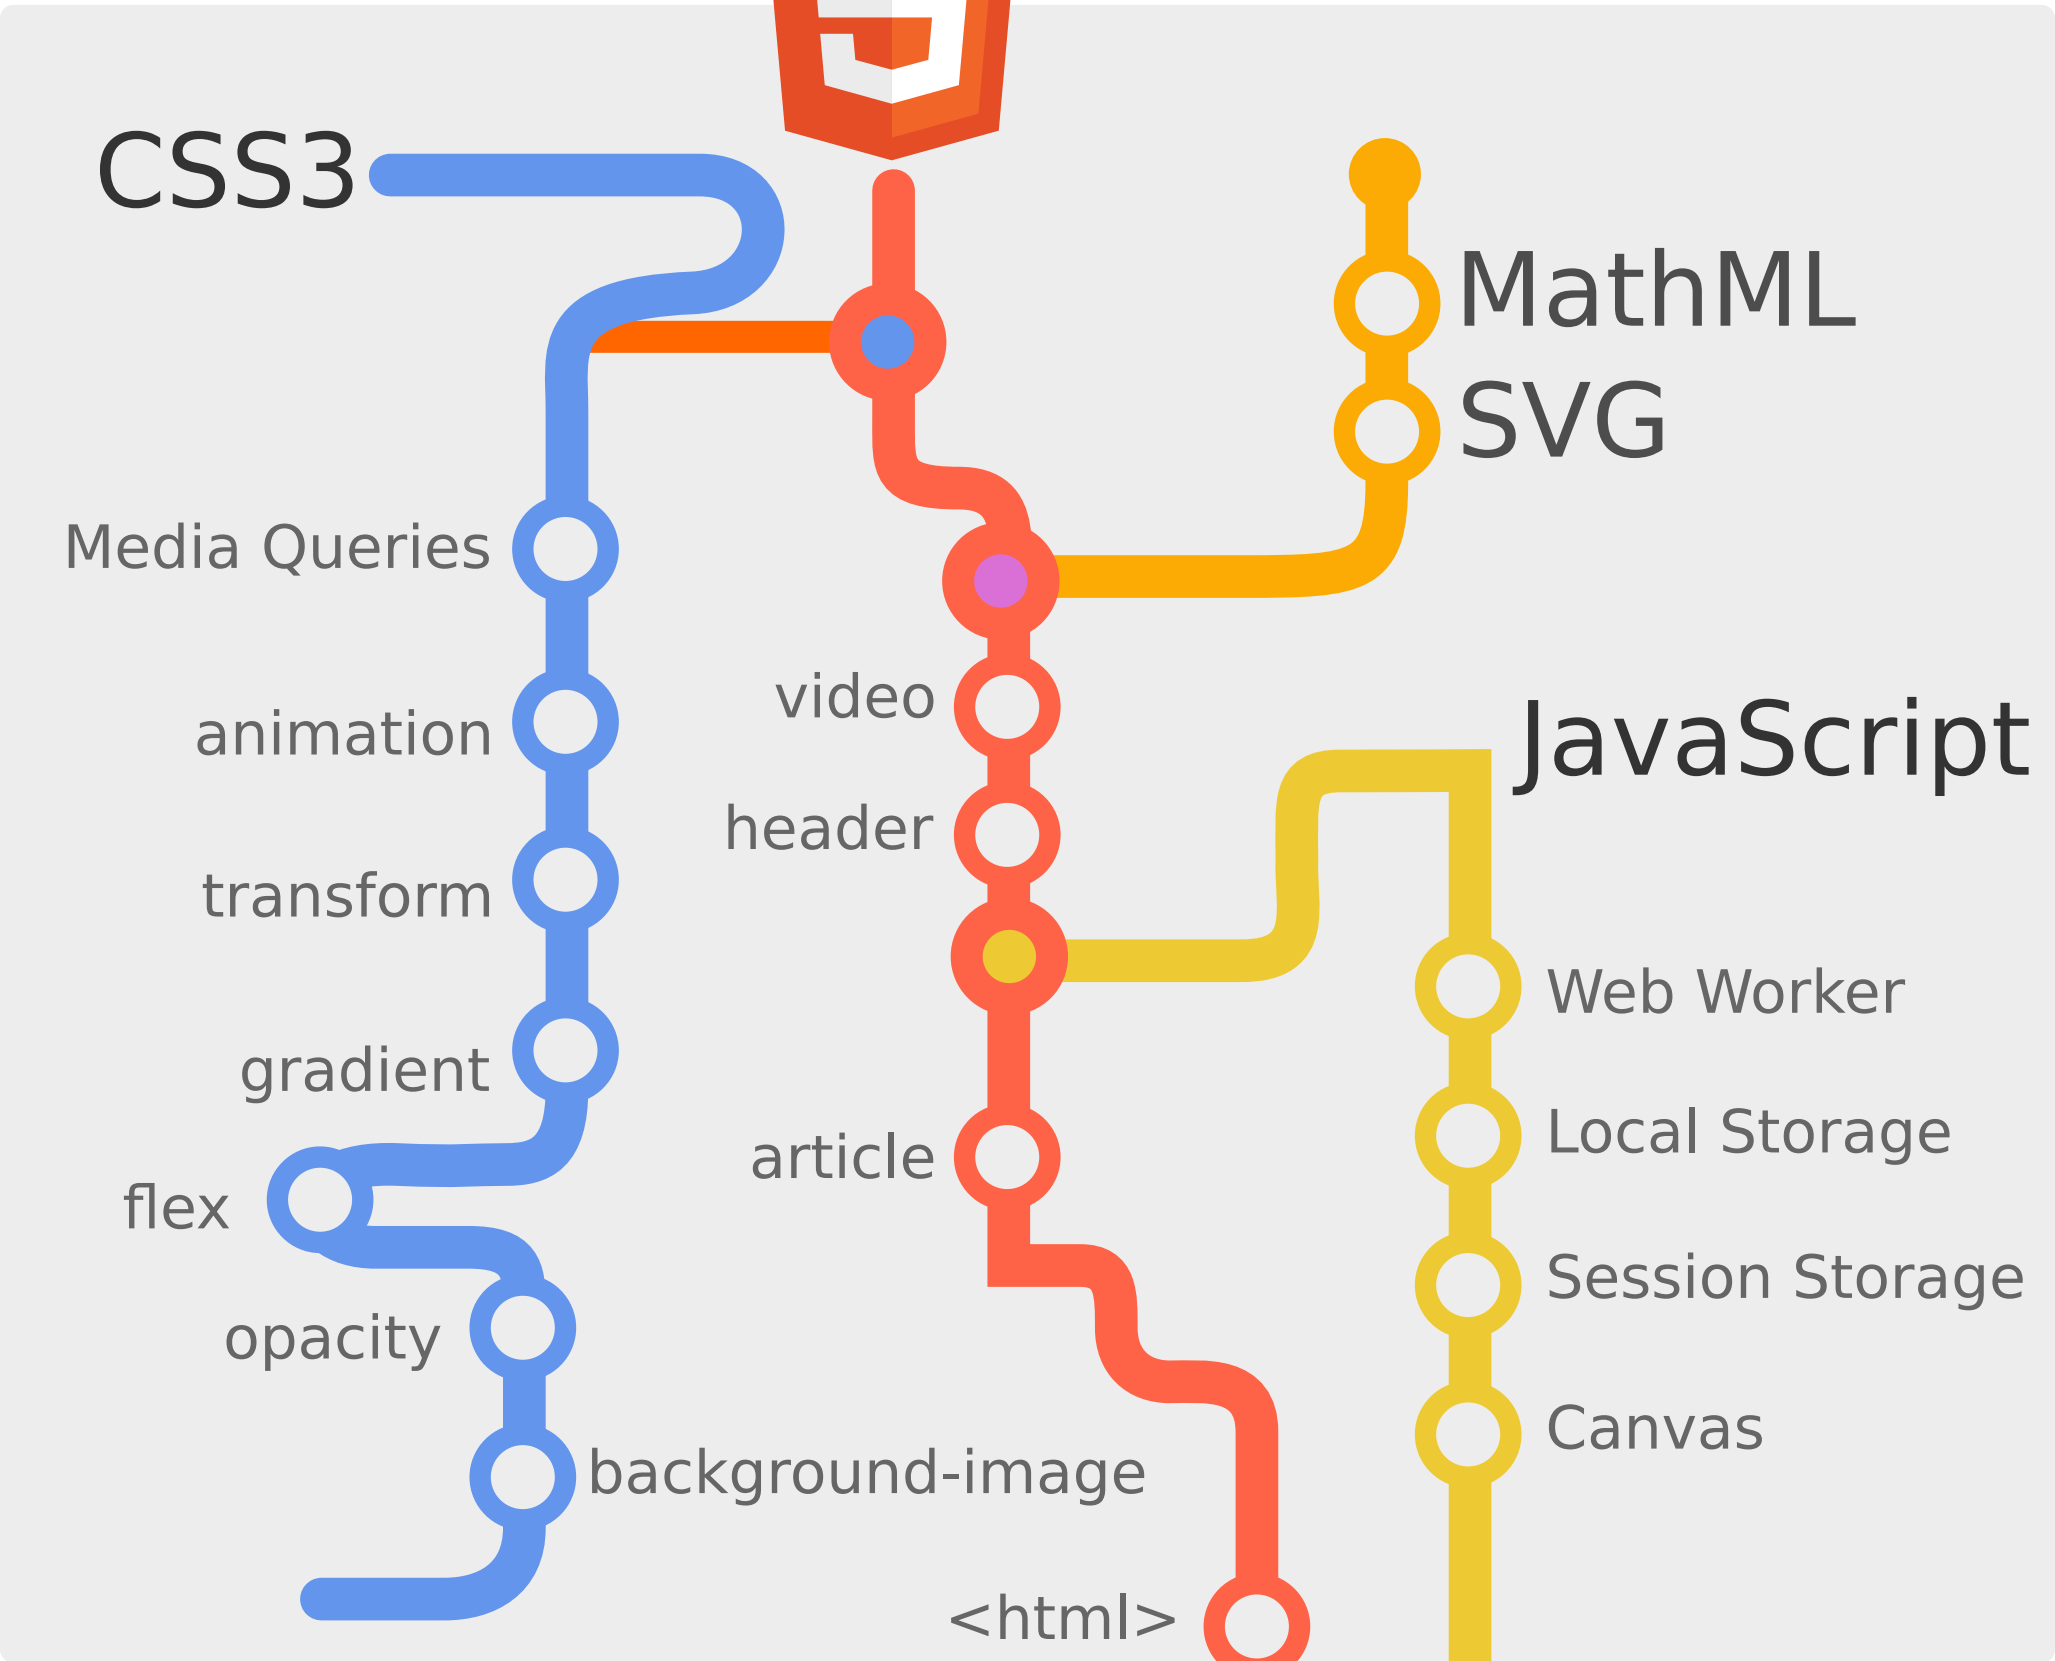 CSS3
MathML
SVG
Media Queries
video
JavaScript
animation
header
transform
Web Worker
gradient
Local Storage
article
flex
Session Storage
opacity
Canvas
background-image
<html>